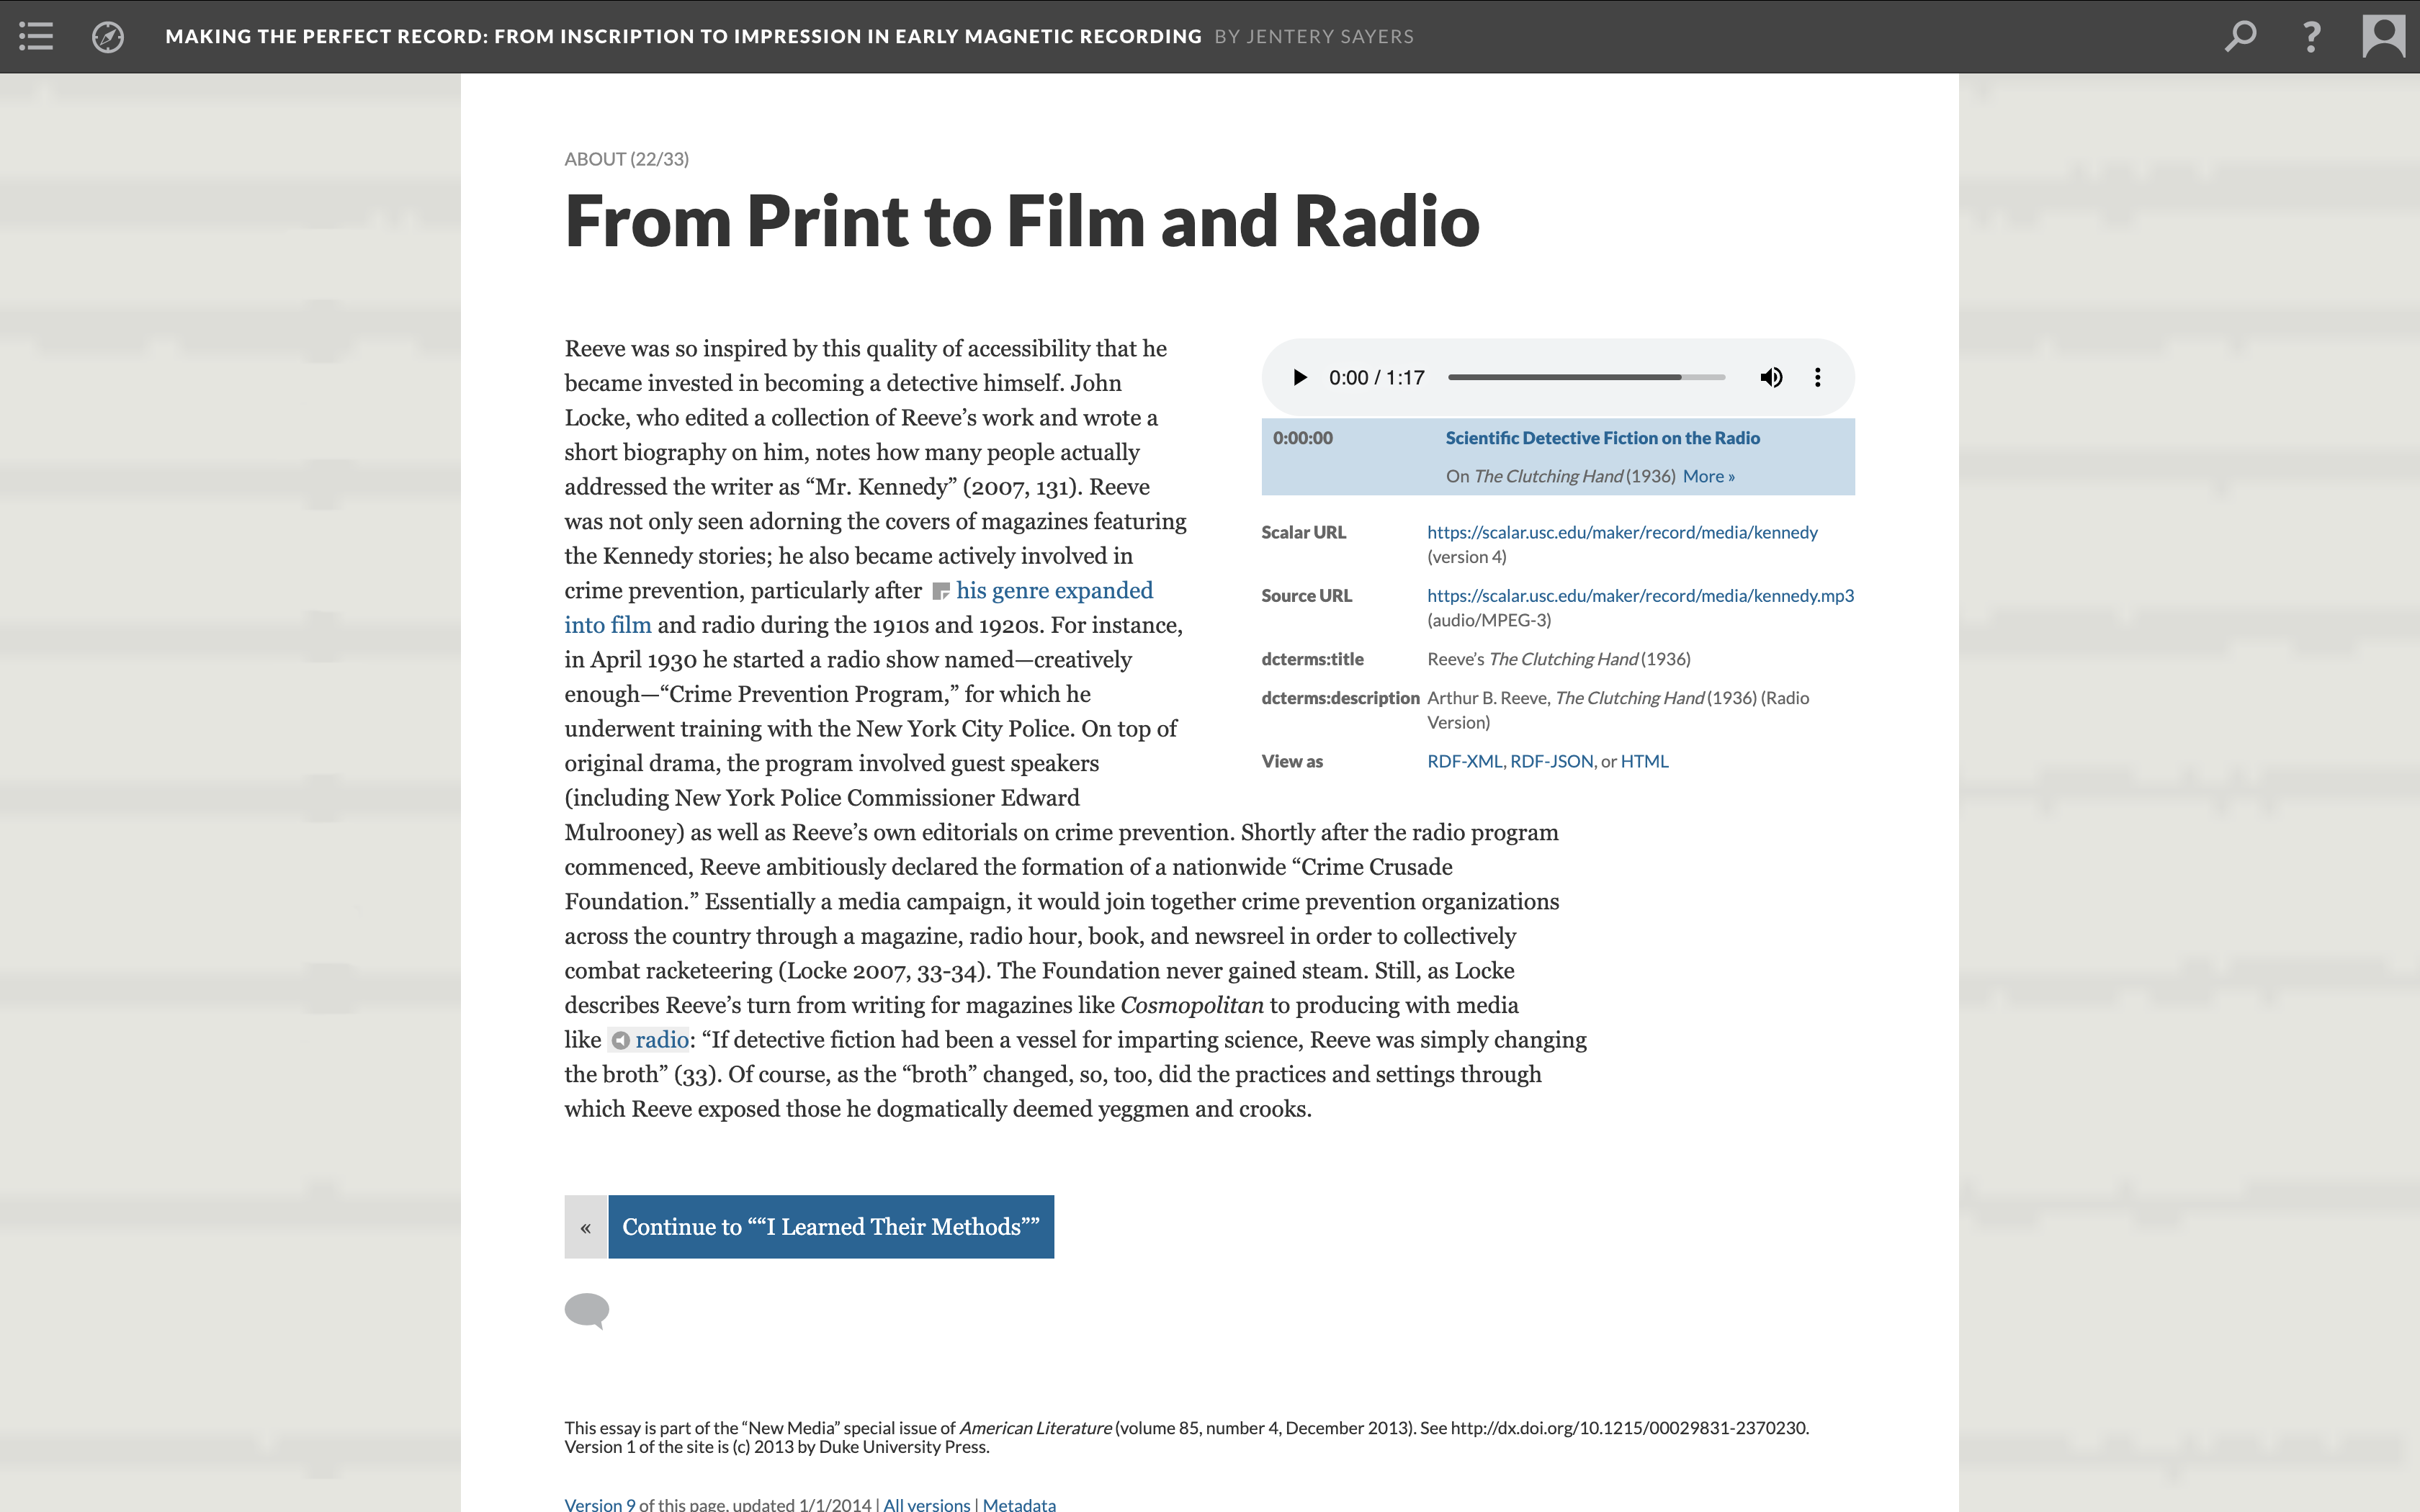 MAKING THE PERFECT RECORD: FROM INSCRIPTION TO IMPRESSION IN EARLY MAGNETIC RECORDING BY JENTERY SAYERS
ABOUT (22/33)
From Print to Film and Radio
Reeve was so inspired by this quality of accessibility that he
became invested in becoming a detective himself. John
Locke, who edited a collection of Reeve’s work and wrote a
short biography on him, notes how many people actually
addressed the writer as “Mr. Kennedy” (2007, 131). Reeve
was not only seen adorning the covers of magazines featuring
the Kennedy stories; he also became actively involved in
crime prevention, particularly after his genre expanded
into film and radio during the 1910s and 1920s. For instance,
in April 1930 he started a radio show named—creatively
enough—“Crime Prevention Program,” for which he
underwent training with the New York City Police. On top of
original drama, the program involved guest speakers
(including New York Police Commissioner Edward
Mulrooney) as well as Reeve’s own editorials on crime prevention. Shortly after the radio program
commenced, Reeve ambitiously declared the formation of a nationwide “Crime Crusade
Foundation.” Essentially a media campaign, it would join together crime prevention organizations
across the country through a magazine, radio hour, book, and newsreel in order to collectively
combat racketeering (Locke 2007, 33-34). The Foundation never gained steam. Still, as Locke
describes Reeve’s turn from writing for magazines like Cosmopolitan to producing with media
like radio: “If detective fiction had been a vessel for imparting science, Reeve was simply changing
the broth” (33). Of course, as the “broth” changed, so, too, did the practices and settings through
which Reeve exposed those he dogmatically deemed yeggmen and crooks.
0:00 / 1:17
0:00:00 Scientific Detective Fiction on the Radio
On The Clutching Hand (1936) More »
Scalar URL https://scalar.usc.edu/maker/record/media/kennedy
(version 4)
Source URL https://scalar.usc.edu/maker/record/media/kennedy.mp3
(audio/MPEG-3)
dcterms:title Reeve’s The Clutching Hand (1936)
dcterms:description Arthur B. Reeve, The Clutching Hand (1936) (Radio
Version)
View as RDF-XML, RDF-JSON, or HTML
« Continue to ““I Learned Their Methods””
This essay is part of the “New Media” special issue of American Literature (volume 85, number 4, December 2013). See http://dx.doi.org/10.1215/00029831-2370230.
Version 1 of the site is (c) 2013 by Duke University Press.
Version 9 of this page, updated 1/1/2014 | All versions | Metadata